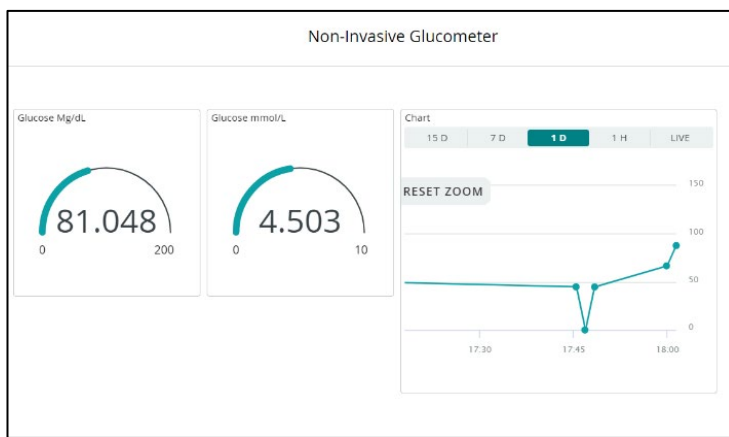 Non-Invasive Glucometer
Glucose Mg/dL
81.048
0 200
Glucose mmol/L
4.503
0 10
Chart
15 D 7 D 1 D 1 H LIVE
RESET ZOOM
150
100
50
0
17:30 17:45 18:00